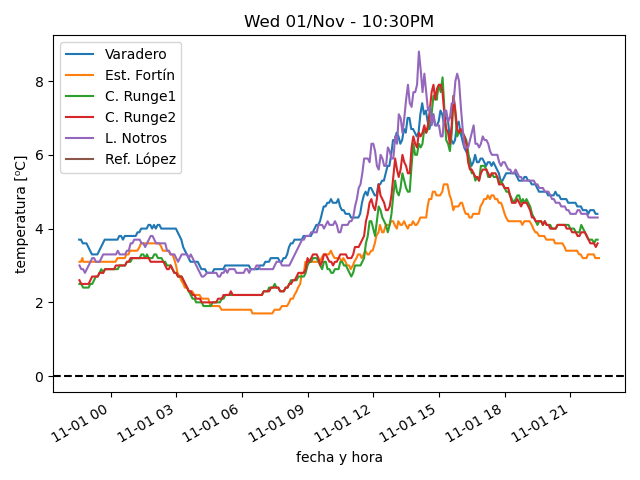 Wed 01/Nov - 10:30PM
Varadero
Est. Fortín
C. Runge1
C. Runge2
L. Notros
Ref. López
temperatura [ºC]
8
6
4
2
0
11-01 00
11-01 03
11-01 06
11-01 09
11-01 12
11-01 15
11-01 18
11-01 21
fecha y hora